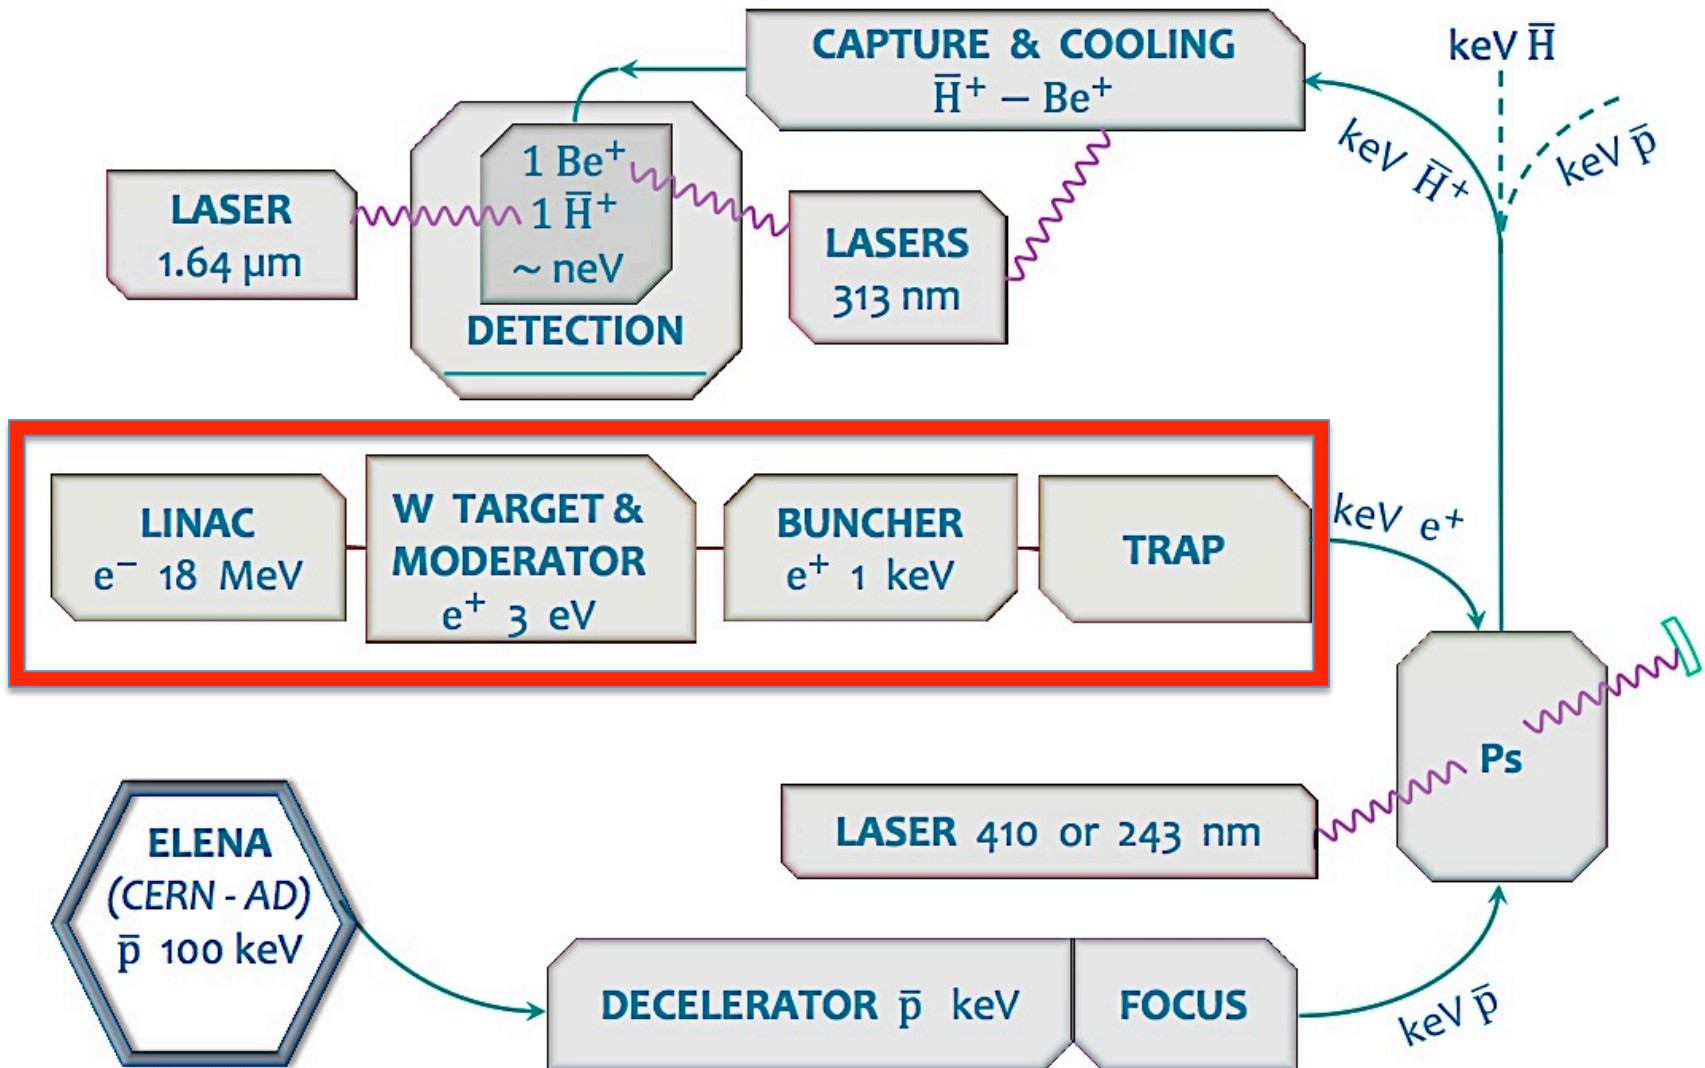 CAPTURE & COOLING
H̅⁺ – Be⁺
keV H̅
keV p̅
keV H̅⁺
1 Be⁺
1 H̅⁺
~ neV
DETECTION
LASER
1.64 µm
LASERS
313 nm
LINAC
e⁻ 18 MeV
W TARGET &
MODERATOR
e⁺ 3 eV
BUNCHER
e⁺ 1 keV
TRAP
keV e⁺
Ps
LASER 410 or 243 nm
ELENA
(CERN - AD)
p̅ 100 keV
DECELERATOR p̅ keV
FOCUS
keV p̅